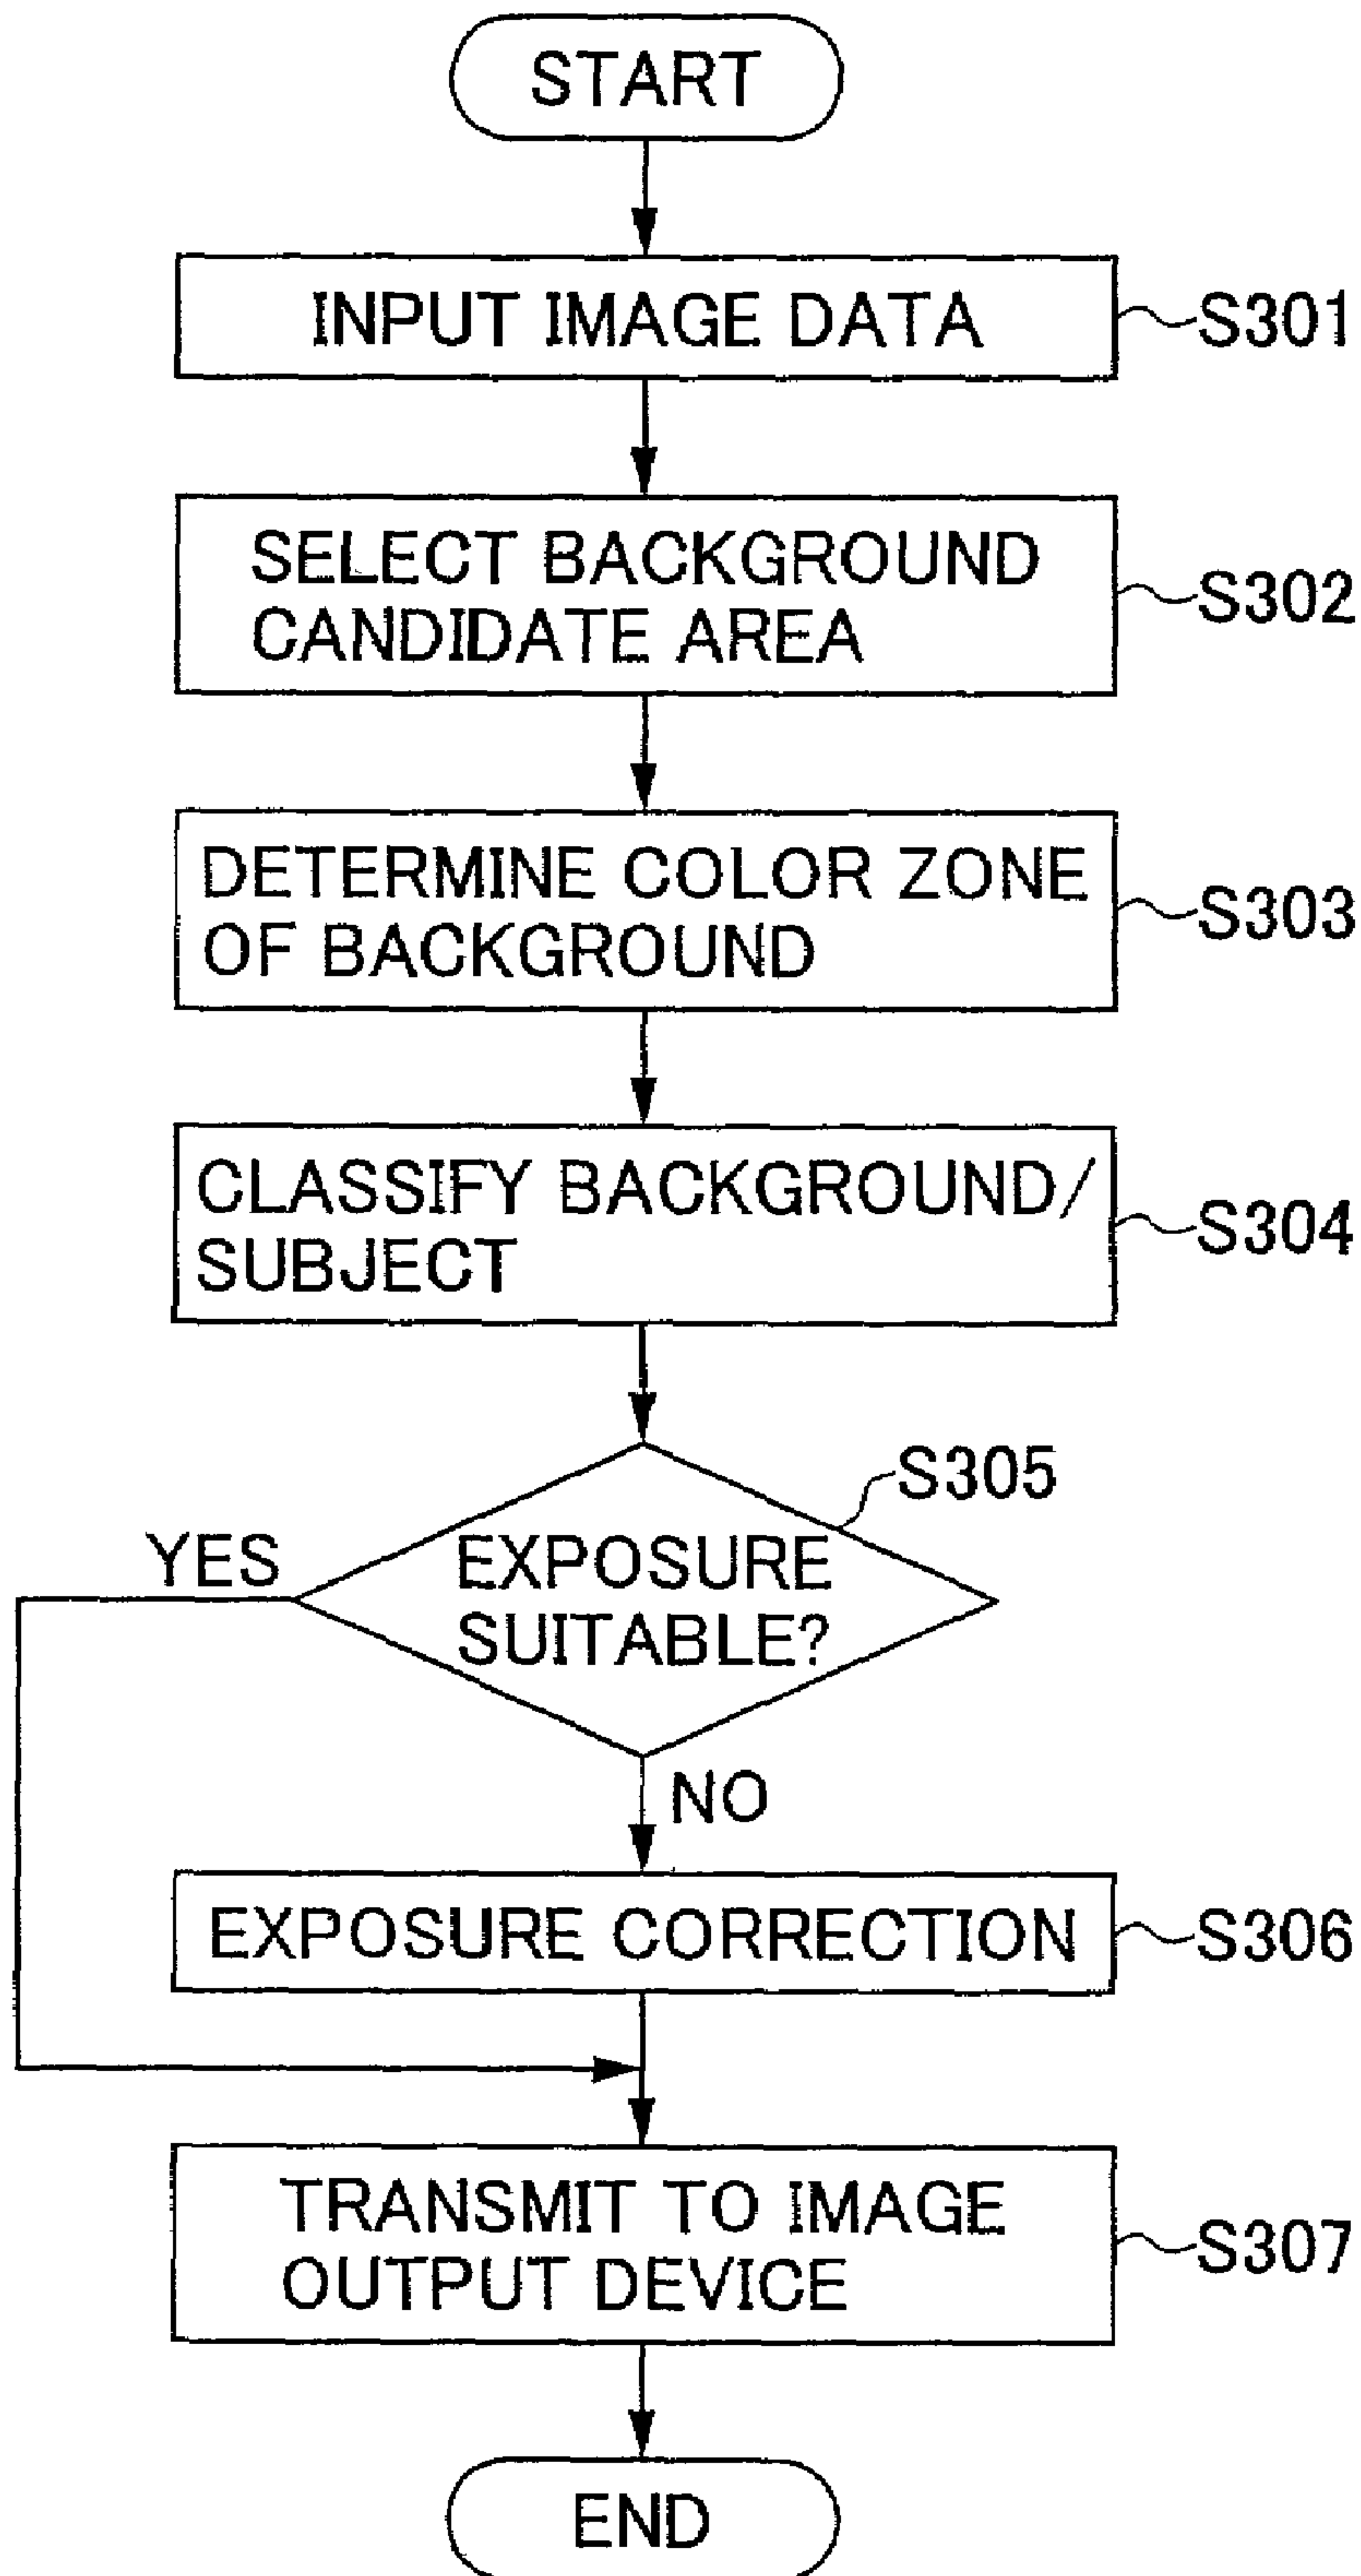 START
INPUT IMAGE DATA
S301
SELECT BACKGROUND
CANDIDATE AREA
S302
DETERMINE COLOR ZONE
OF BACKGROUND
S303
CLASSIFY BACKGROUND/
SUBJECT
S304
S305
YES
EXPOSURE
SUITABLE?
NO
EXPOSURE CORRECTION
S306
TRANSMIT TO IMAGE
OUTPUT DEVICE
S307
END